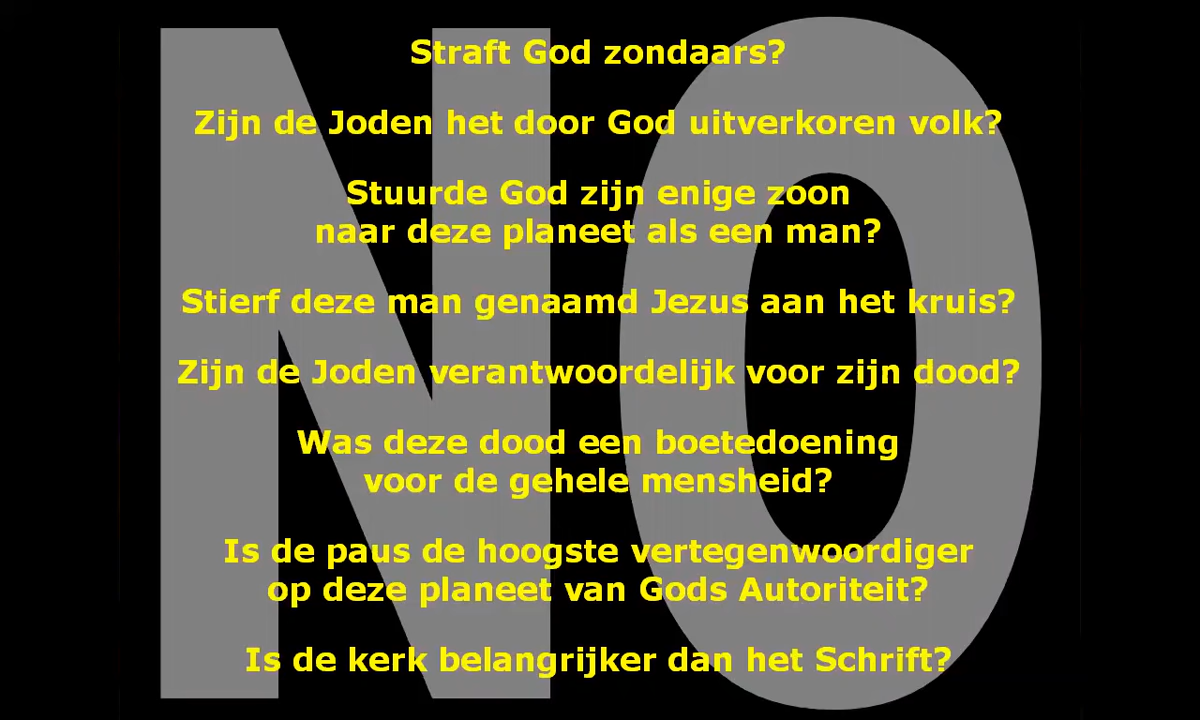 NO
Straft God zondaars?
Zijn de Joden het door God uitverkoren volk?
Stuurde God zijn enige zoon
naar deze planeet als een man?
Stierf deze man genaamd Jezus aan het kruis?
Zijn de Joden verantwoordelijk voor zijn dood?
Was deze dood een boetedoening
voor de gehele mensheid?
Is de paus de hoogste vertegenwoordiger
op deze planeet van Gods Autoriteit?
Is de kerk belangrijker dan het Schrift?